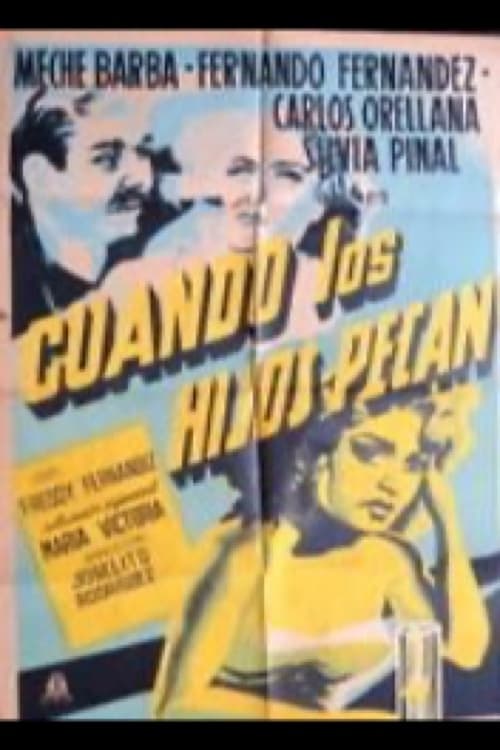 MECHE BARBA - FERNANDO FERNANDEZ -
CARLOS ORELLANA
SILVIA PINAL
CUANDO los
HIJOS PECAN
FREDDY FERNANDEZ
MARIA VICTORIA
JOSELITO
RODRIGUEZ